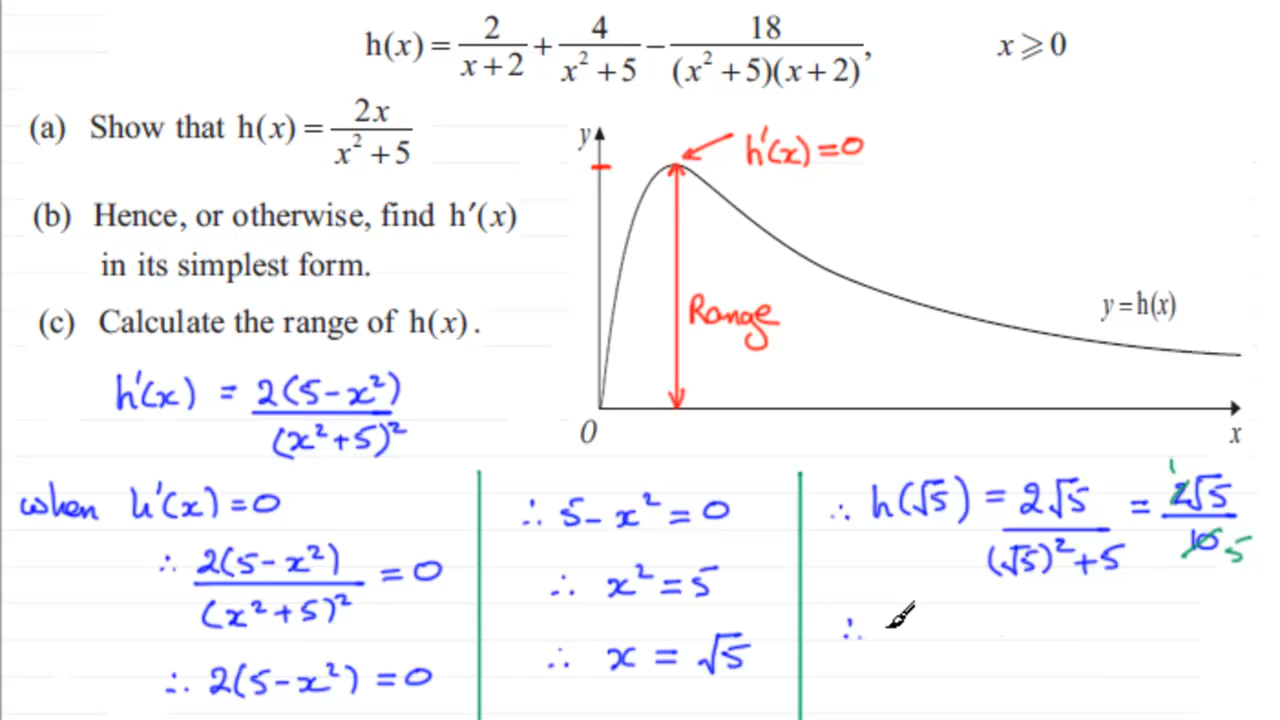 h(x) = 2/(x+2) + 4/(x²+5) − 18/((x²+5)(x+2)), x ⩾ 0
(a) Show that h(x) = 2x/(x²+5)
(b) Hence, or otherwise, find h′(x)
in its simplest form.
(c) Calculate the range of h(x).
y
h'(x) = 0
Range
y = h(x)
O
x
h'(x) = 2(5−x²)/(x²+5)²
when h'(x) = 0
∴ 2(5−x²)/(x²+5)² = 0
∴ 2(5−x²) = 0
∴ 5−x² = 0
∴ x² = 5
∴ x = √5
∴ h(√5) = 2√5/((√5)²+5) = 2√5/10
1
5
∴